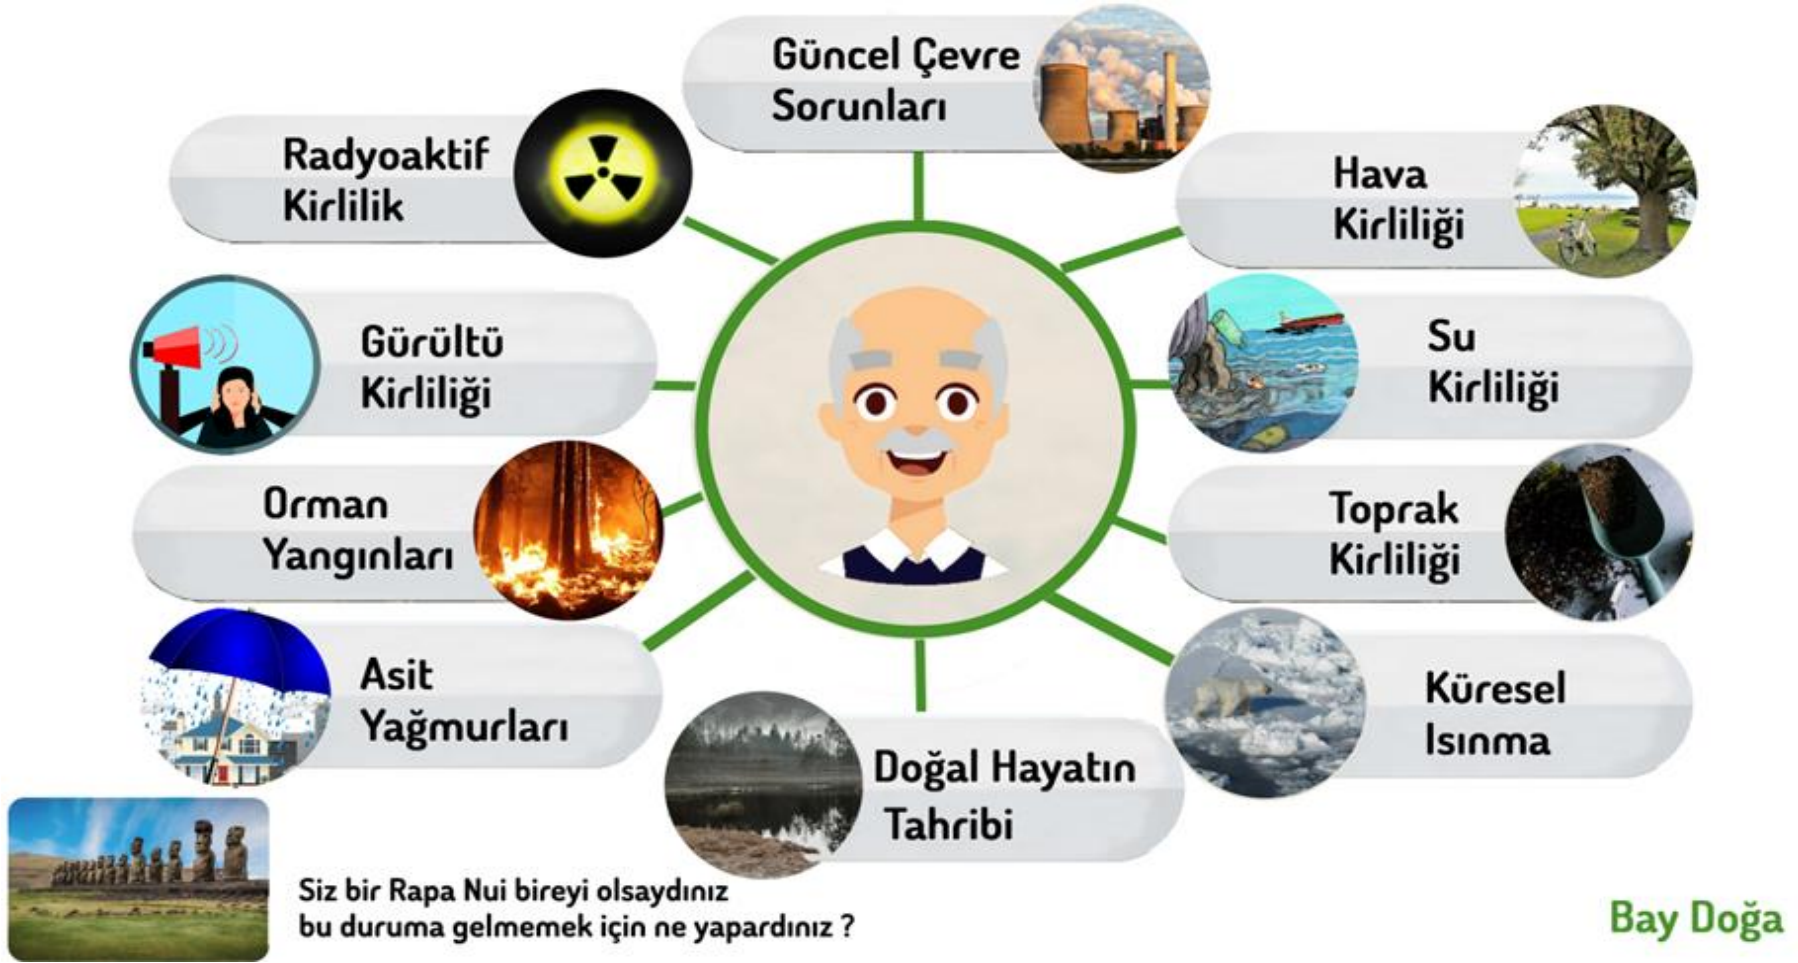 Güncel Çevre
Sorunları
Radyoaktif
Kirlilik
Hava
Kirliliği
Gürültü
Kirliliği
Su
Kirliliği
Orman
Yangınları
Toprak
Kirliliği
Asit
Yağmurları
Küresel
Isınma
Doğal Hayatın
Tahribi
Siz bir Rapa Nui bireyi olsaydınız
bu duruma gelmemek için ne yapardınız ?
Bay Doğa